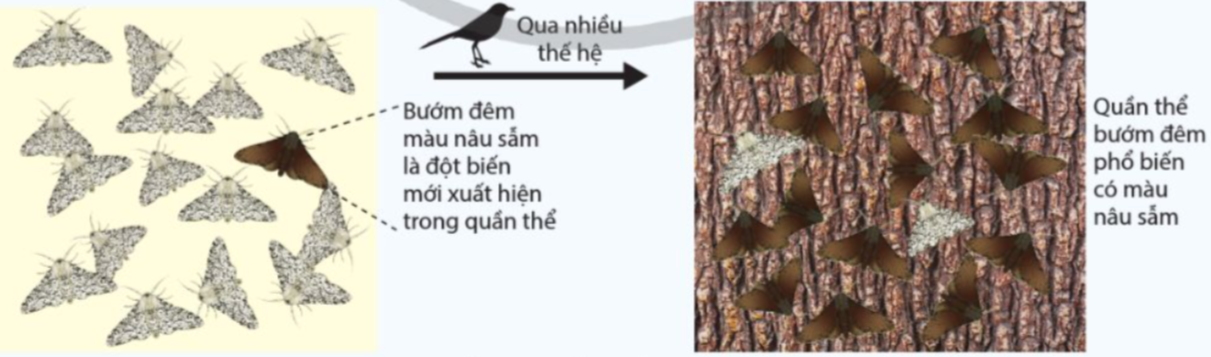 Qua nhiều
thế hệ
Bướm đêm
màu nâu sẫm
là đột biến
mới xuất hiện
trong quần thể
Quần thể
bướm đêm
phổ biến
có màu
nâu sẫm